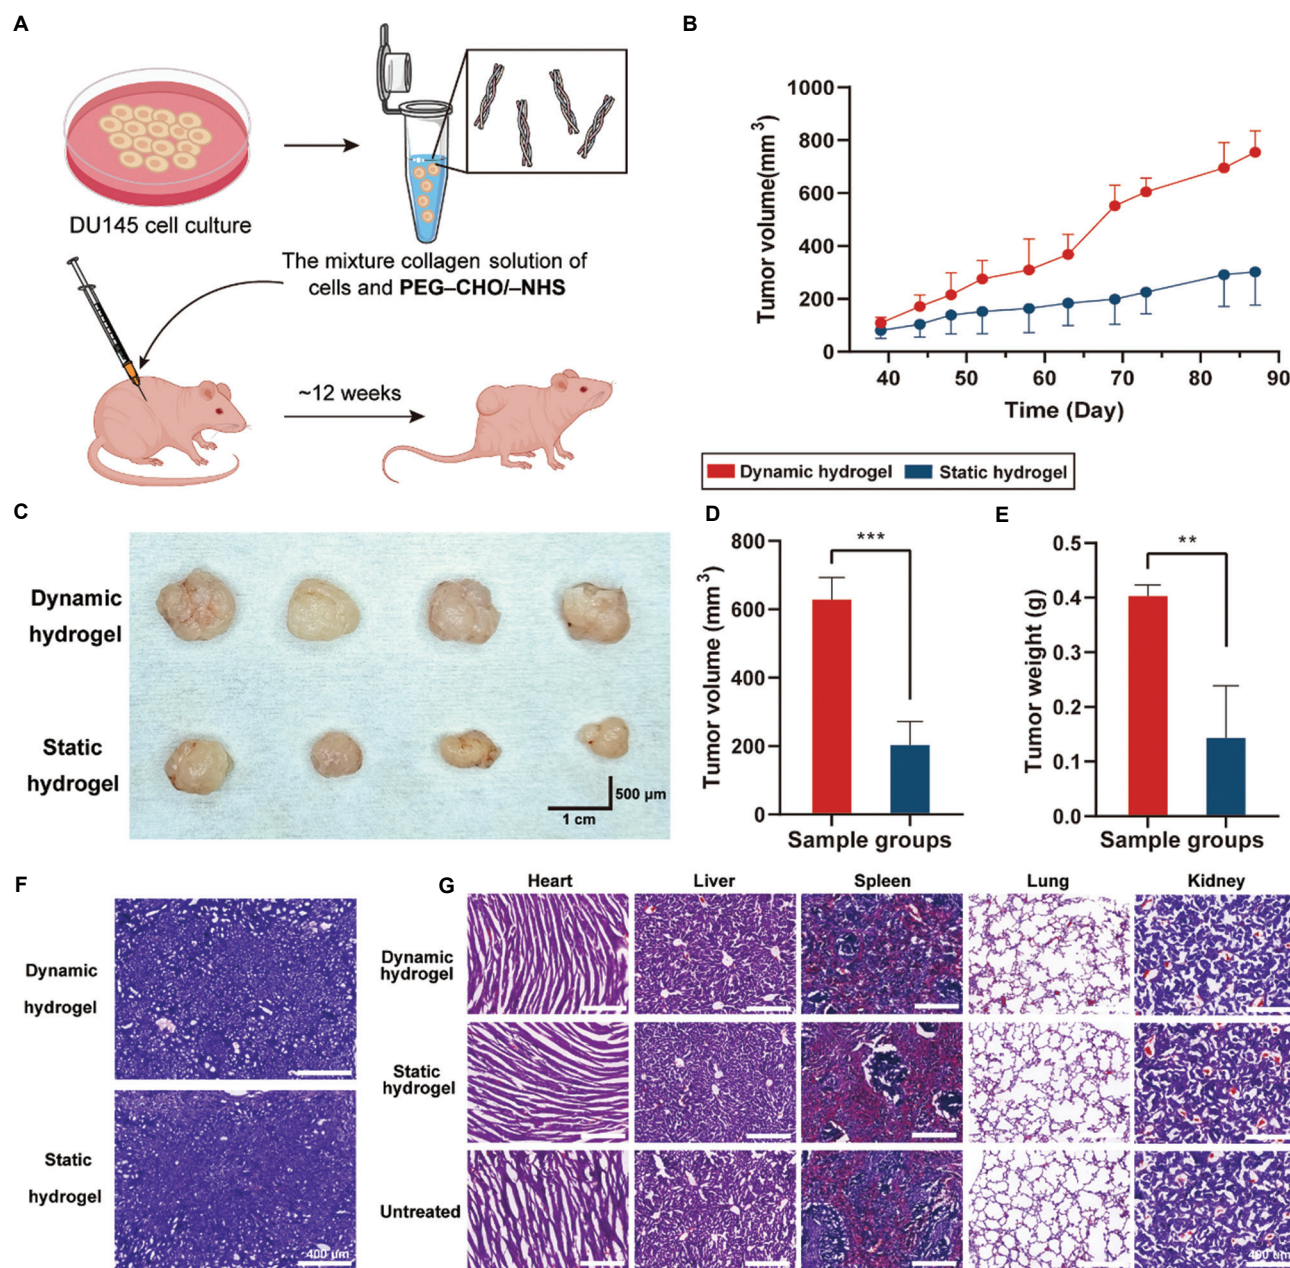 A
DU145 cell culture
The mixture collagen solution of
cells and PEG–CHO/–NHS
~12 weeks
B
Tumor volume(mm³)
1000
800
600
400
200
0
40 50 60 70 80 90
Time (Day)
Dynamic hydrogel Static hydrogel
C
Dynamic
hydrogel
Static
hydrogel
500 µm
1 cm
D
Tumor volume (mm³)
800
600
400
200
0
***
Sample groups
E
Tumor weight (g)
0.5
0.4
0.3
0.2
0.1
0.0
**
Sample groups
F
Dynamic
hydrogel
Static
hydrogel
400 µm
G
Heart Liver Spleen Lung Kidney
Dynamic
hydrogel
Static
hydrogel
Untreated
400 um